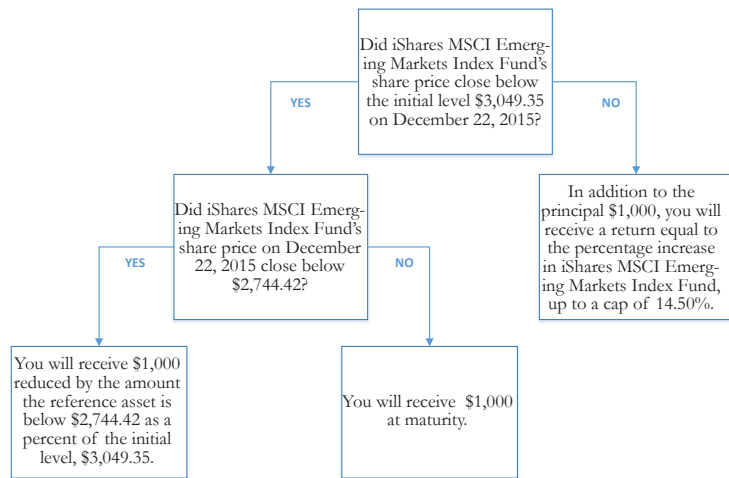 Did iShares MSCI Emerg-
ing Markets Index Fund's
share price close below
the initial level $3,049.35
on December 22, 2015?
YES
NO
Did iShares MSCI Emerg-
ing Markets Index Fund's
share price on December
22, 2015 close below
$2,744.42?
In addition to the
principal $1,000, you will
receive a return equal to
the percentage increase
in iShares MSCI Emerg-
ing Markets Index Fund,
up to a cap of 14.50%.
YES
NO
You will receive $1,000
reduced by the amount
the reference asset is
below $2,744.42 as a
percent of the initial
level, $3,049.35.
You will receive $1,000
at maturity.